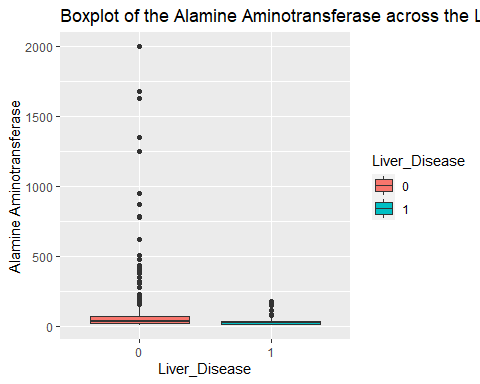 Boxplot of the Alamine Aminotransferase across the L
2000
1500
1000
500
0
Alamine Aminotransferase
0
1
Liver_Disease
Liver_Disease
0
1